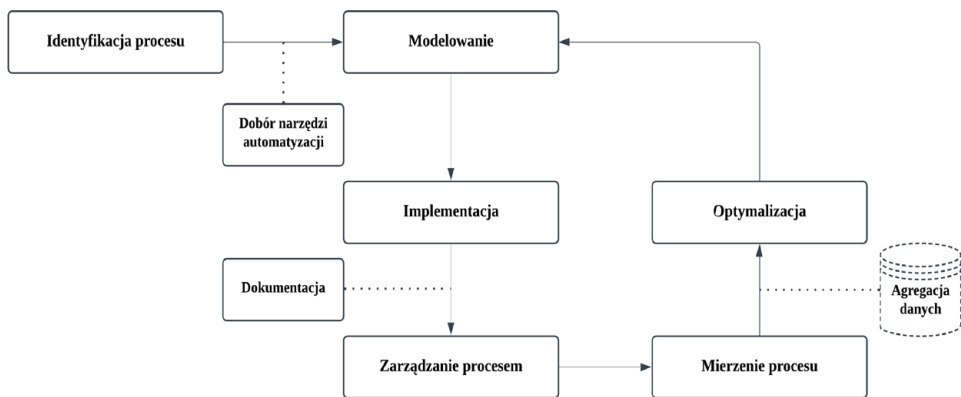 Identyfikacja procesu
Modelowanie
Dobór narzędzi
automatyzacji
Implementacja
Optymalizacja
Dokumentacja
Agregacja
danych
Zarządzanie procesem
Mierzenie procesu